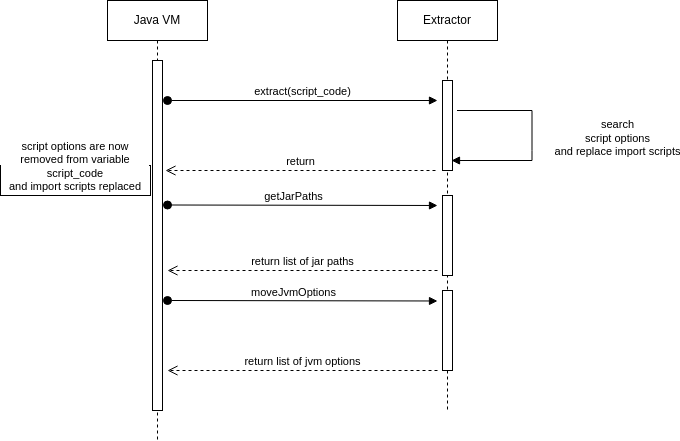 Java VM
Extractor
extract(script_code)
search
script options
and replace import scripts
script options are now
removed from variable
script_code
and import scripts replaced
return
getJarPaths
return list of jar paths
moveJvmOptions
return list of jvm options